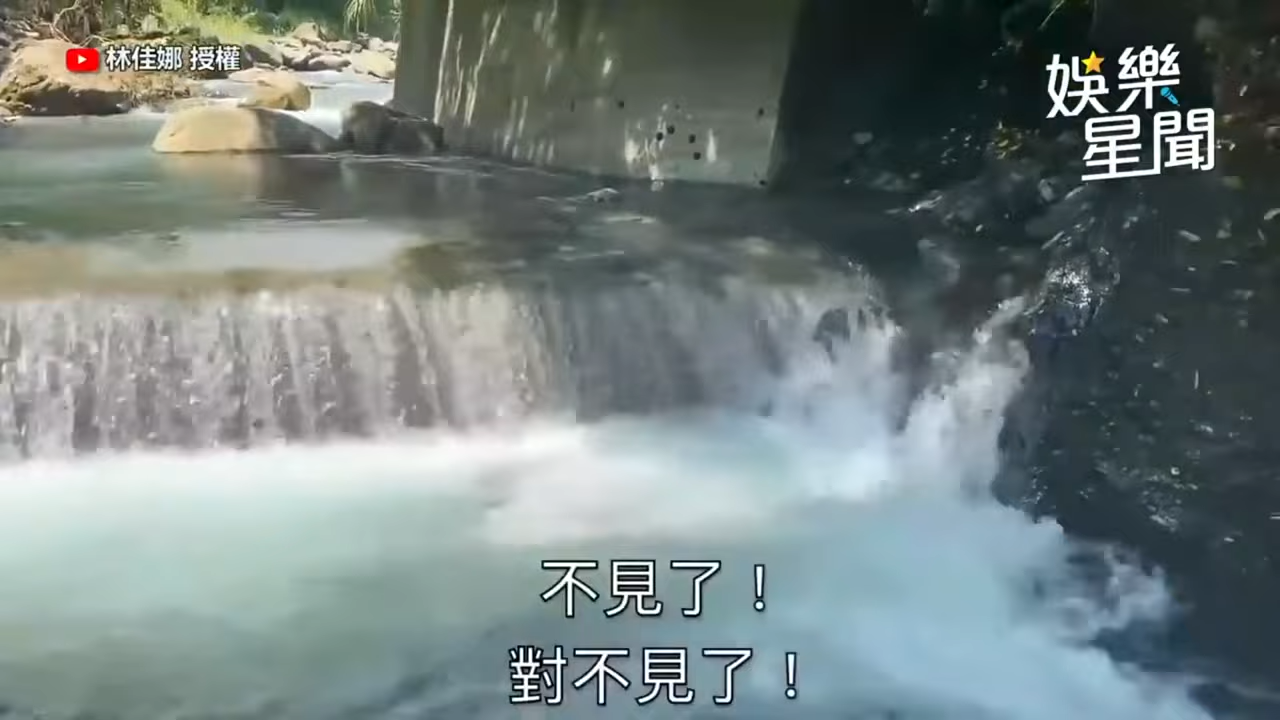 林佳娜 授權
娛樂
星聞
不見了！
對不見了！